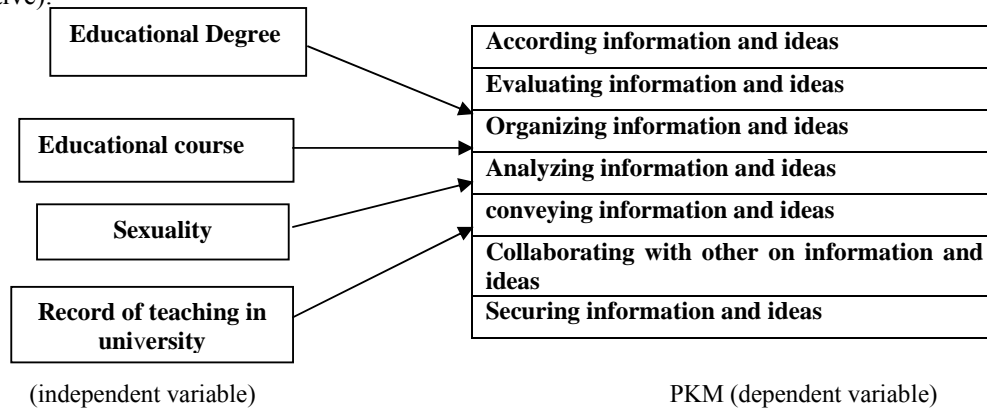 tive).
Educational Degree
Educational course
Sexuality
Record of teaching in
university
(independent variable)
According information and ideas
Evaluating information and ideas
Organizing information and ideas
Analyzing information and ideas
conveying information and ideas
Collaborating with other on information and
ideas
Securing information and ideas
PKM (dependent variable)